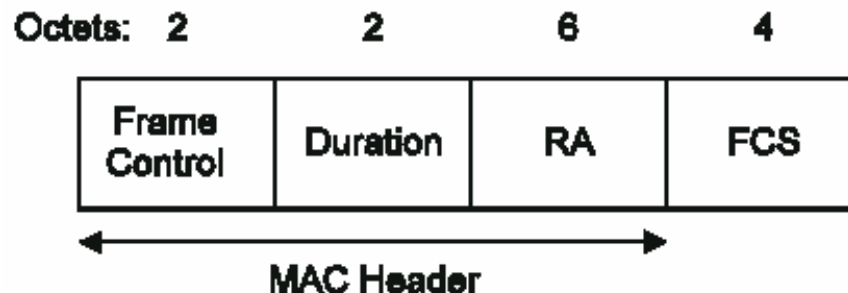 Octets: 2 2 6 4
Frame Control Duration RA FCS
MAC Header